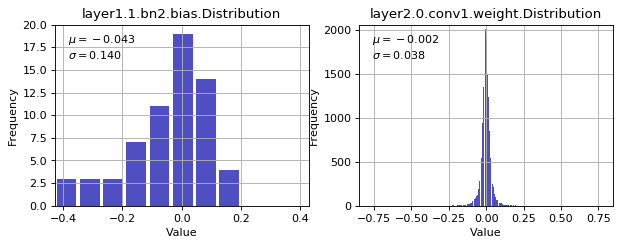 layer1.1.bn2.bias.Distribution
μ = −0.043
σ = 0.140
Frequency
20.0
17.5
15.0
12.5
10.0
7.5
5.0
2.5
0.0
−0.4 −0.2 0.0 0.2 0.4
Value
layer2.0.conv1.weight.Distribution
μ = −0.002
σ = 0.038
Frequency
2000
1500
1000
500
0
−0.75 −0.50 −0.25 0.00 0.25 0.50 0.75
Value